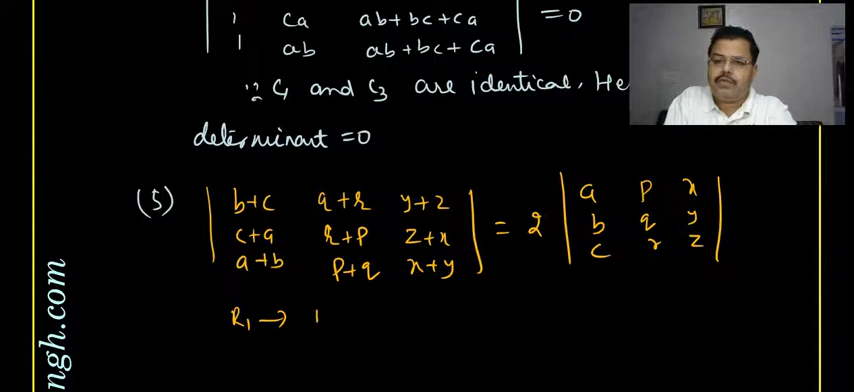 | 1 ca ab+bc+ca | = 0
| 1 ab ab+bc+ca |
∵ C₁ and C₃ are identical. He
determinant = 0
(5) | b+c q+r y+z | = 2 | a p x |
| c+a r+p z+x | | b q y |
| a+b p+q x+y | | c r z |
R₁ → 1
ngh.com